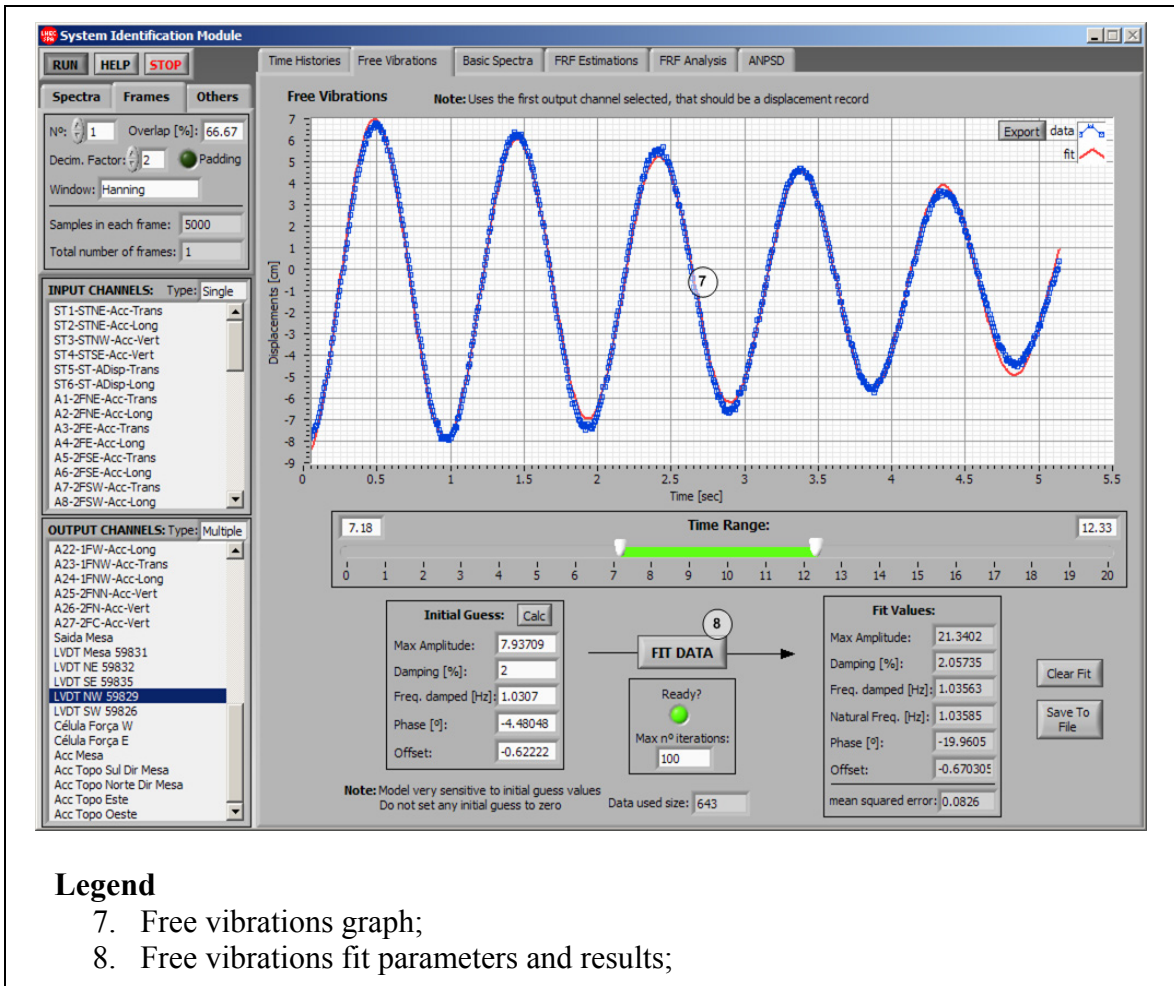 LNEC
JPN
System Identification Module
RUN HELP STOP
Time Histories Free Vibrations Basic Spectra FRF Estimations FRF Analysis ANPSD
Spectra Frames Others
Nº: 1 Overlap [%]: 66.67
Decim. Factor: 2 Padding
Window: Hanning
Samples in each frame: 5000
Total number of frames: 1
INPUT CHANNELS: Type: Single
ST1-STNE-Acc-Trans
ST2-STNE-Acc-Long
ST3-STNW-Acc-Vert
ST4-STSE-Acc-Vert
ST5-ST-ADisp-Trans
ST6-ST-ADisp-Long
A1-2FNE-Acc-Trans
A2-2FNE-Acc-Long
A3-2FE-Acc-Trans
A4-2FE-Acc-Long
A5-2FSE-Acc-Trans
A6-2FSE-Acc-Long
A7-2FSW-Acc-Trans
A8-2FSW-Acc-Long
OUTPUT CHANNELS: Type: Multiple
A22-1FW-Acc-Long
A23-1FNW-Acc-Trans
A24-1FNW-Acc-Long
A25-2FNN-Acc-Vert
A26-2FN-Acc-Vert
A27-2FC-Acc-Vert
Saida Mesa
LVDT Mesa 59831
LVDT NE 59832
LVDT SE 59835
LVDT NW 59829
LVDT SW 59826
Célula Força W
Célula Força E
Acc Mesa
Acc Topo Sul Dir Mesa
Acc Topo Norte Dir Mesa
Acc Topo Este
Acc Topo Oeste
Free Vibrations Note: Uses the first output channel selected, that should be a displacement record
Export data
fit
7
6
5
4
3
2
1
0
-1
-2
-3
-4
-5
-6
-7
-8
-9
Displacements [cm]
7
0 0.5 1 1.5 2 2.5 3 3.5 4 4.5 5 5.5
Time [sec]
7.18 Time Range: 12.33
0 1 2 3 4 5 6 7 8 9 10 11 12 13 14 15 16 17 18 19 20
Initial Guess: Calc
Max Amplitude: 7.93709
Damping [%]: 2
Freq. damped [Hz]: 1.0307
Phase [º]: -4.48048
Offset: -0.62222
8
FIT DATA
Ready?
Max nº iterations:
100
Note: Model very sensitive to initial guess values
Do not set any initial guess to zero
Data used size: 643
Fit Values:
Max Amplitude: 21.3402
Damping [%]: 2.05735
Freq. damped [Hz]: 1.03563
Natural Freq. [Hz]: 1.03585
Phase [º]: -19.9605
Offset: -0.670305
mean squared error: 0.0826
Clear Fit
Save To
File
Legend
7. Free vibrations graph;
8. Free vibrations fit parameters and results;